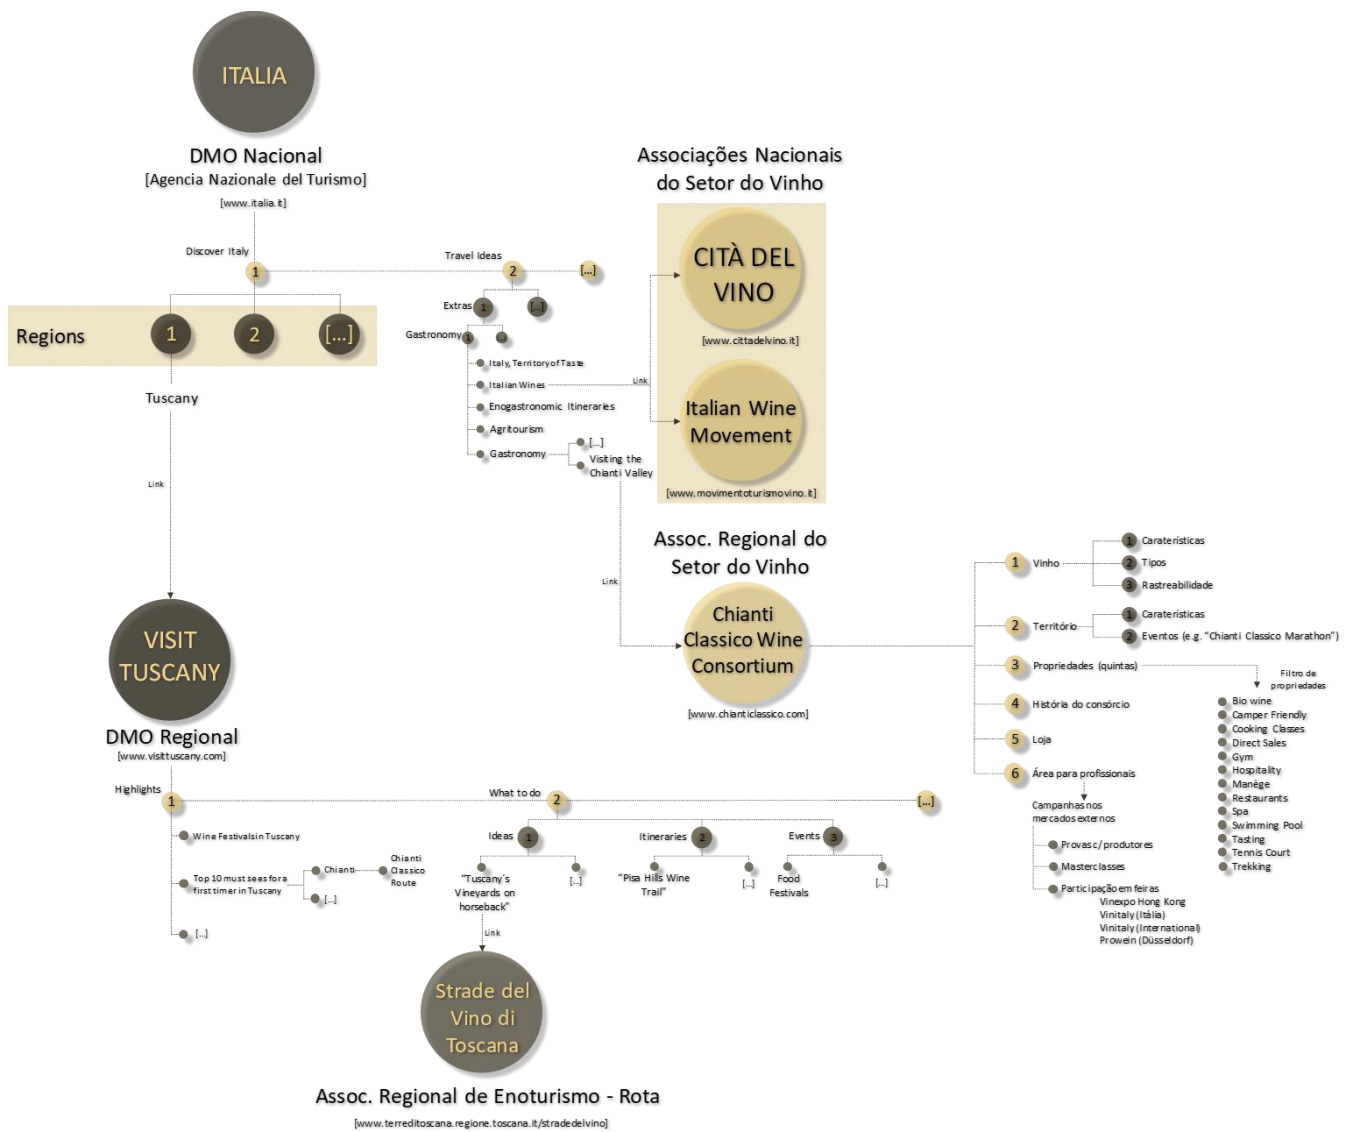 ITALIA
DMO Nacional
[Agencia Nazionale del Turismo]
[www.italia.it]
Discover Italy
1
Travel Ideas
2
[...]
Regions
1
2
[...]
Tuscany
Link
Extras
1
[...]
Gastronomy
1
Italy, Territory of Taste
Italian Wines
Enogastronomic Itineraries
Agritourism
Gastronomy
[...]
Visiting the
Chianti Valley
Link
Link
Associações Nacionais
do Setor do Vinho
CITÀ DEL
VINO
[www.cittadelvino.it]
Italian Wine
Movement
[www.movimentoturismovino.it]
Assoc. Regional do
Setor do Vinho
Chianti
Classico Wine
Consortium
[www.chianticlassico.com]
1 Vinho
1 Caraterísticas
2 Tipos
3 Rastreabilidade
2 Território
1 Caraterísticas
2 Eventos (e.g. “Chianti Classico Marathon”)
3 Propriedades (quintas)
Filtro de
propriedades
Bio wine
Camper Friendly
Cooking Classes
Direct Sales
Gym
Hospitality
Manège
Restaurants
Spa
Swimming Pool
Tasting
Tennis Court
Trekking
4 História do consórcio
5 Loja
6 Área para profissionais
Campanhas nos
mercados externos
Provas c/ produtores
Masterclasses
Participação em feiras
Vinexpo Hong Kong
Vinitaly (Itália)
Vinitaly (International)
Prowein (Düsseldorf)
VISIT
TUSCANY
DMO Regional
[www.visittuscany.com]
Highlights
1
What to do
2
[...]
Wine Festivals in Tuscany
Top 10 must sees for a
first timer in Tuscany
Chianti
Chianti
Classico
Route
[...]
[...]
Ideas
1
“Tuscany´s
Vineyards on
horseback”
[...]
Itineraries
2
“Pisa Hills Wine
Trail”
[...]
Events
3
Food
Festivals
[...]
Link
Strade del
Vino di
Toscana
Assoc. Regional de Enoturismo - Rota
[www.terreditoscana.regione.toscana.it/stradedelvino]